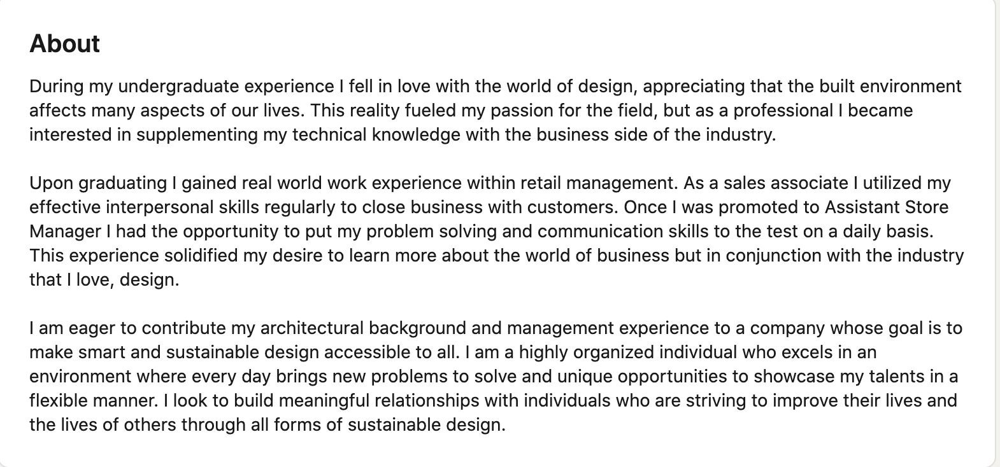 About
During my undergraduate experience I fell in love with the world of design, appreciating that the built environment
affects many aspects of our lives. This reality fueled my passion for the field, but as a professional I became
interested in supplementing my technical knowledge with the business side of the industry.
Upon graduating I gained real world work experience within retail management. As a sales associate I utilized my
effective interpersonal skills regularly to close business with customers. Once I was promoted to Assistant Store
Manager I had the opportunity to put my problem solving and communication skills to the test on a daily basis.
This experience solidified my desire to learn more about the world of business but in conjunction with the industry
that I love, design.
I am eager to contribute my architectural background and management experience to a company whose goal is to
make smart and sustainable design accessible to all. I am a highly organized individual who excels in an
environment where every day brings new problems to solve and unique opportunities to showcase my talents in a
flexible manner. I look to build meaningful relationships with individuals who are striving to improve their lives and
the lives of others through all forms of sustainable design.